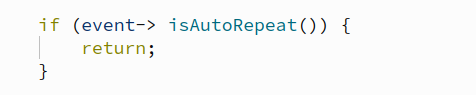 if (event-> isAutoRepeat()) {
    return;
}